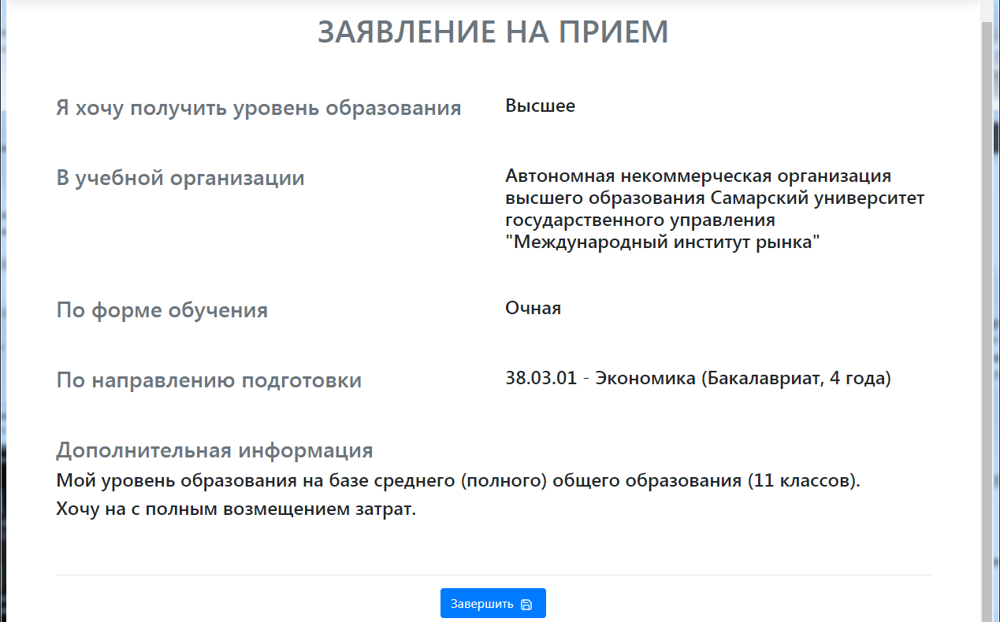 ЗАЯВЛЕНИЕ НА ПРИЕМ
Я хочу получить уровень образования
Высшее
В учебной организации
Автономная некоммерческая организация
высшего образования Самарский университет
государственного управления
"Международный институт рынка"
По форме обучения
Очная
По направлению подготовки
38.03.01 - Экономика (Бакалавриат, 4 года)
Дополнительная информация
Мой уровень образования на базе среднего (полного) общего образования (11 классов).
Хочу на с полным возмещением затрат.
Завершить